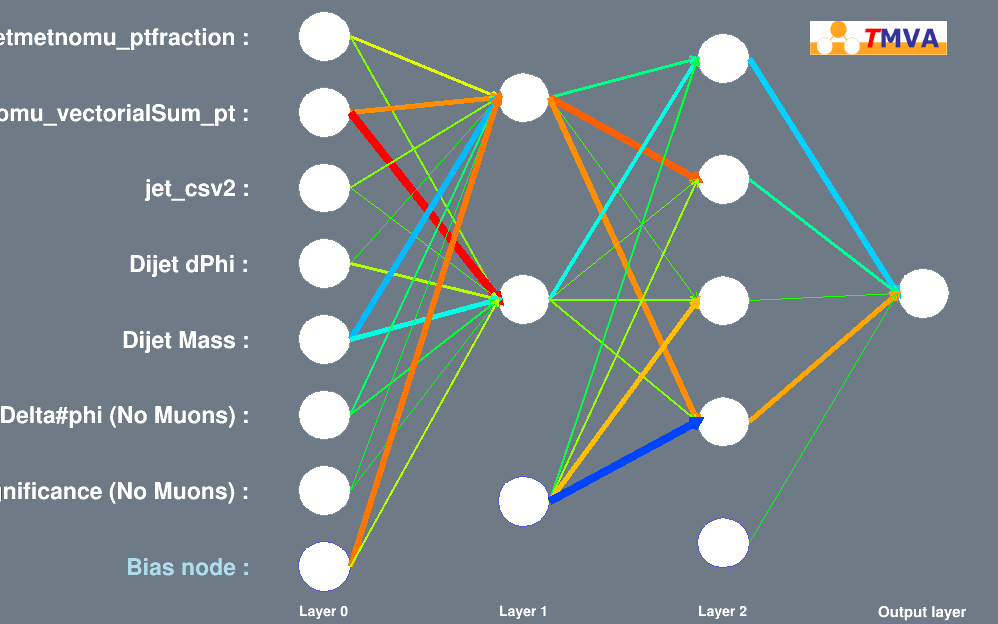 etmetnomu_ptfraction :
TMVA
omu_vectorialSum_pt :
jet_csv2 :
Dijet dPhi :
Dijet Mass :
Delta#phi (No Muons) :
gnificance (No Muons) :
Bias node :
Layer 0 Layer 1 Layer 2 Output layer